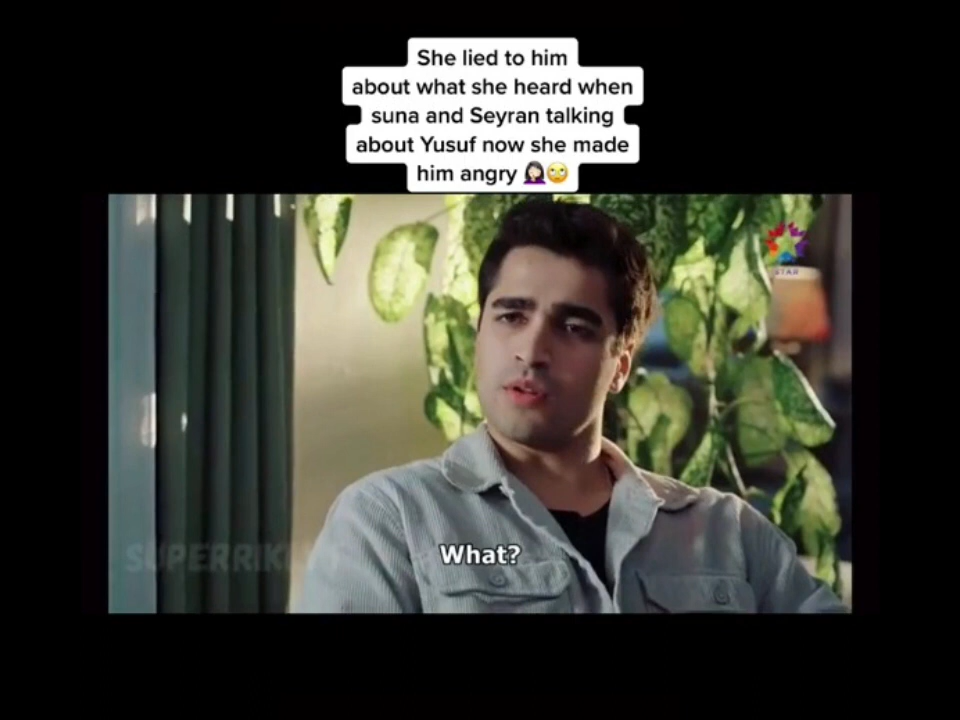 She lied to him
about what she heard when
suna and Seyran talking
about Yusuf now she made
him angry 🤦🏻‍♀️🙄
STAR
What?